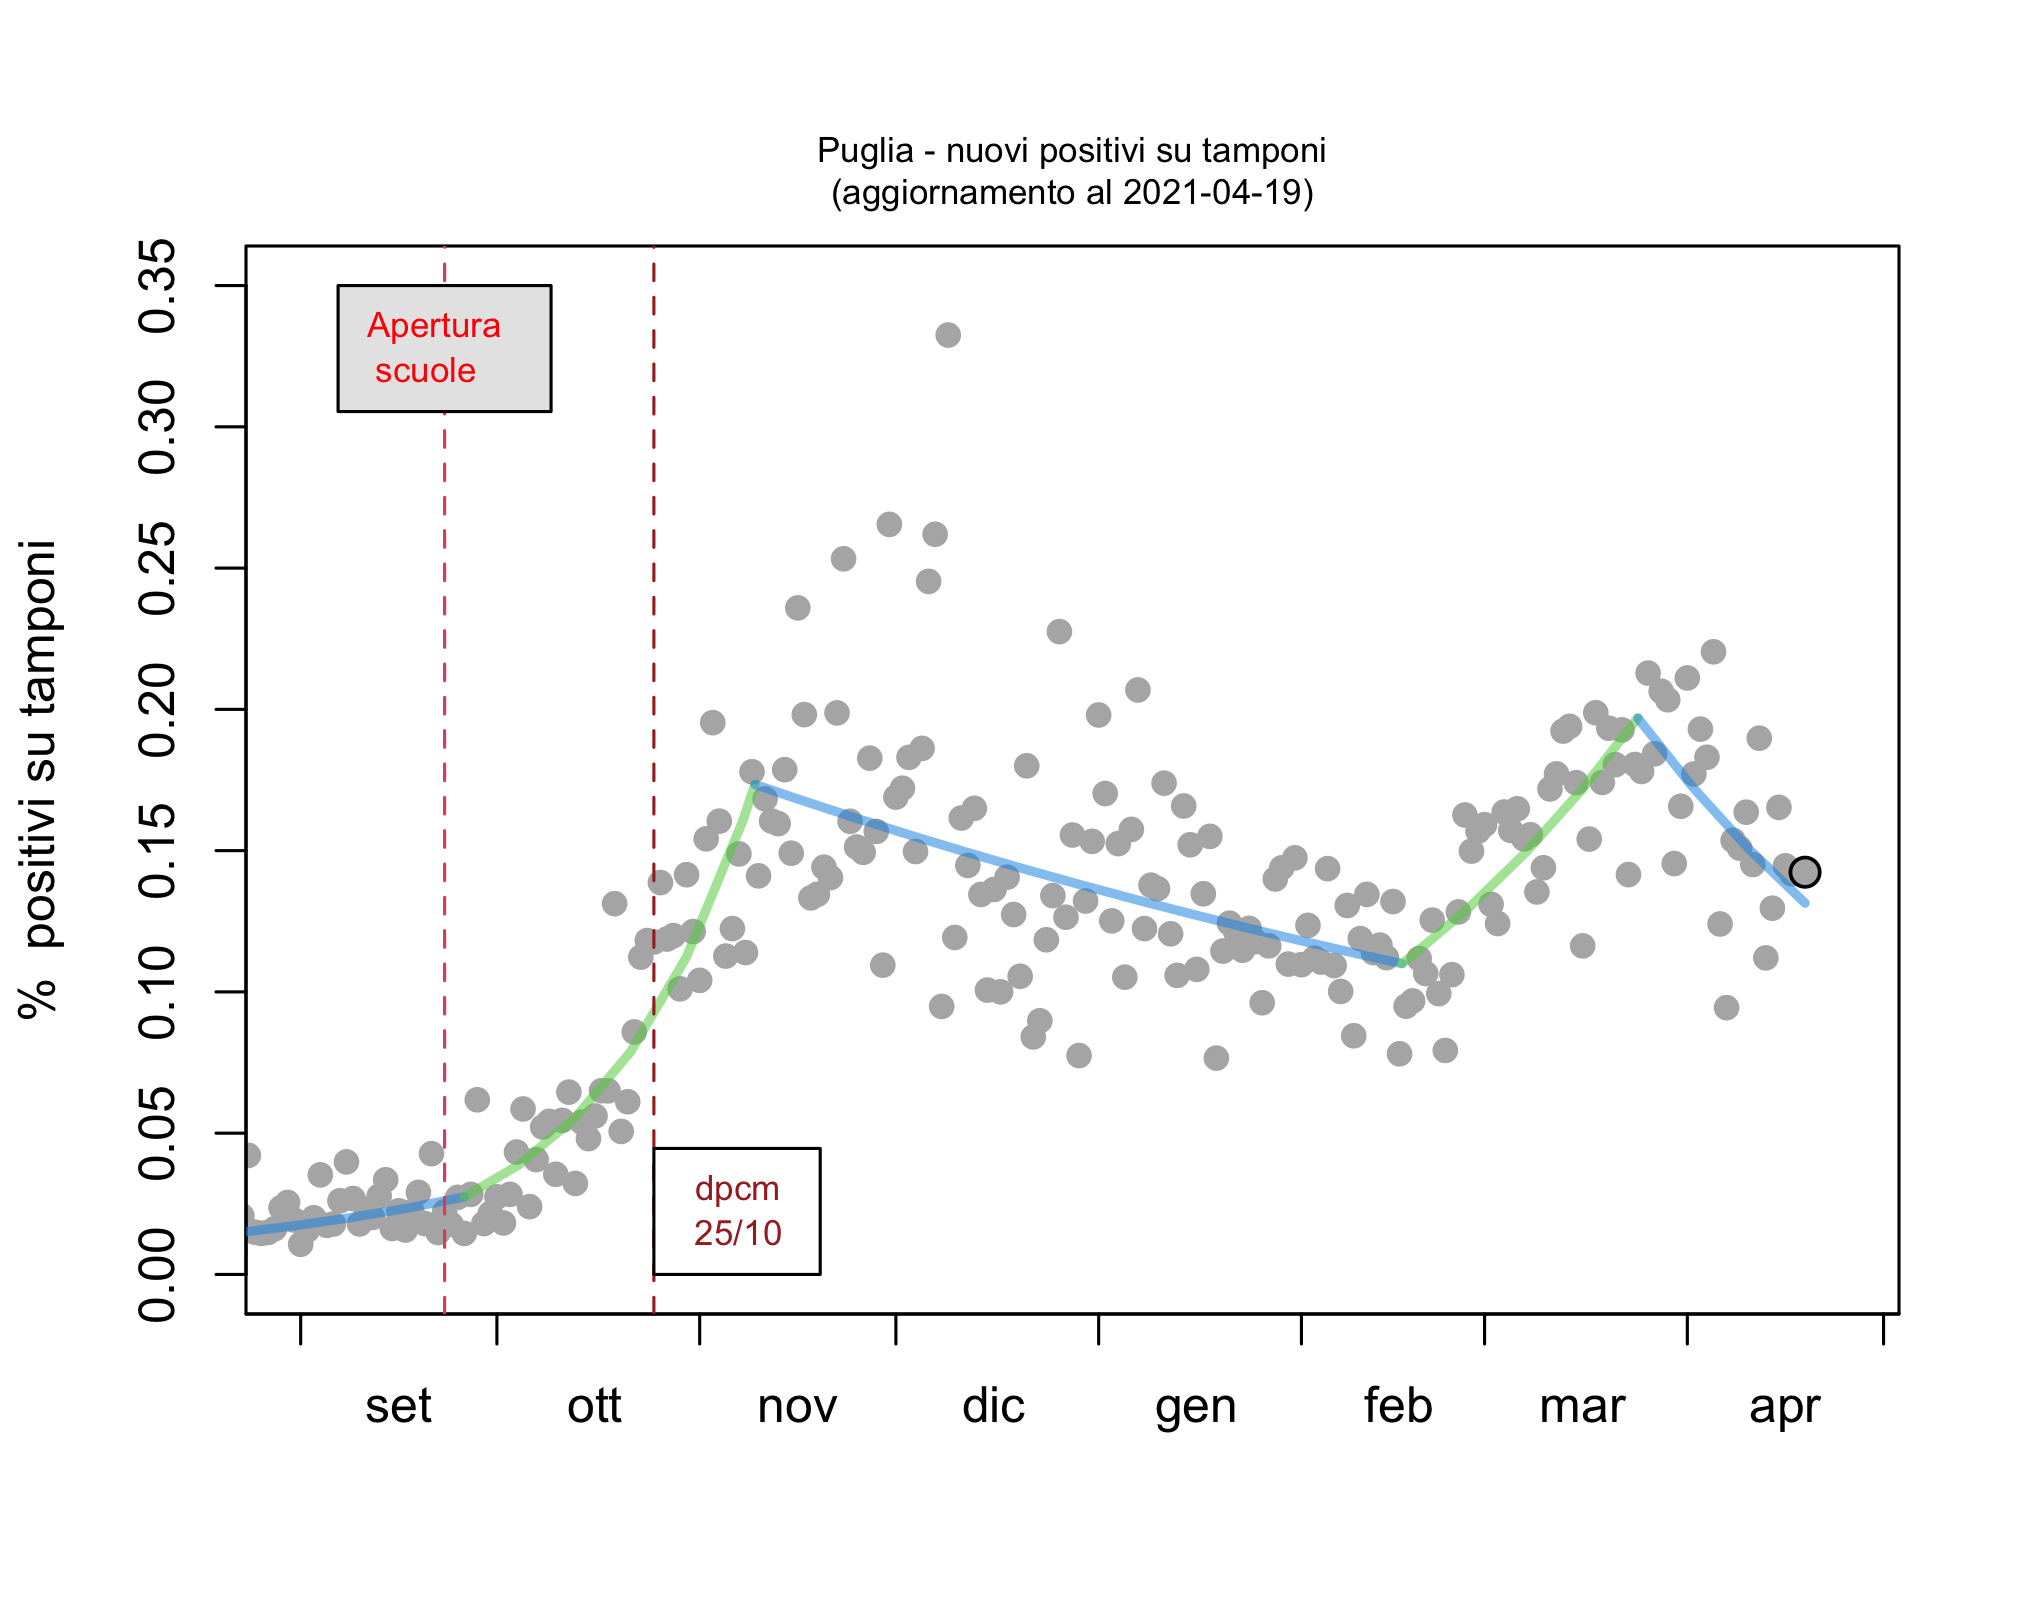 Puglia - nuovi positivi su tamponi
(aggiornamento al 2021-04-19)
% positivi su tamponi
0.35
0.30
0.25
0.20
0.15
0.10
0.05
0.00
Apertura
scuole
dpcm
25/10
set ott nov dic gen feb mar apr